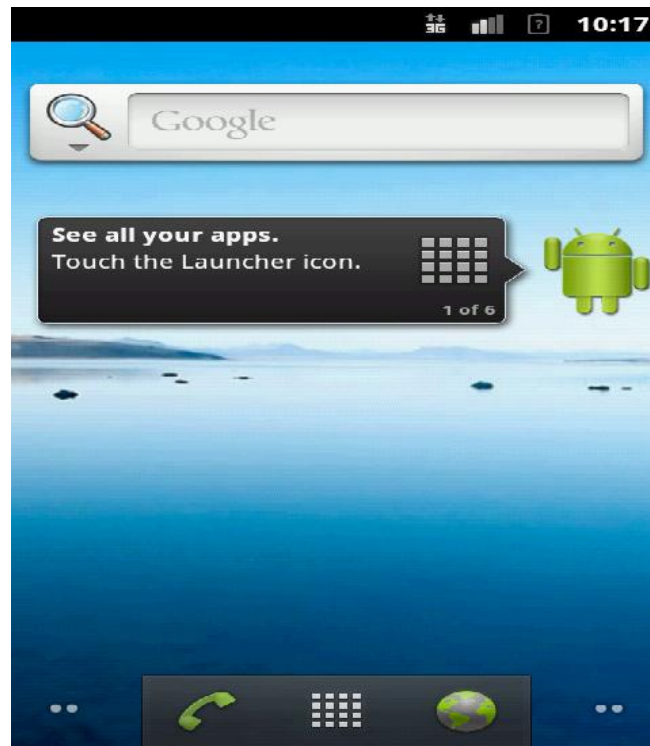 3G
?
10:17
Google
See all your apps.
Touch the Launcher icon.
1 of 6